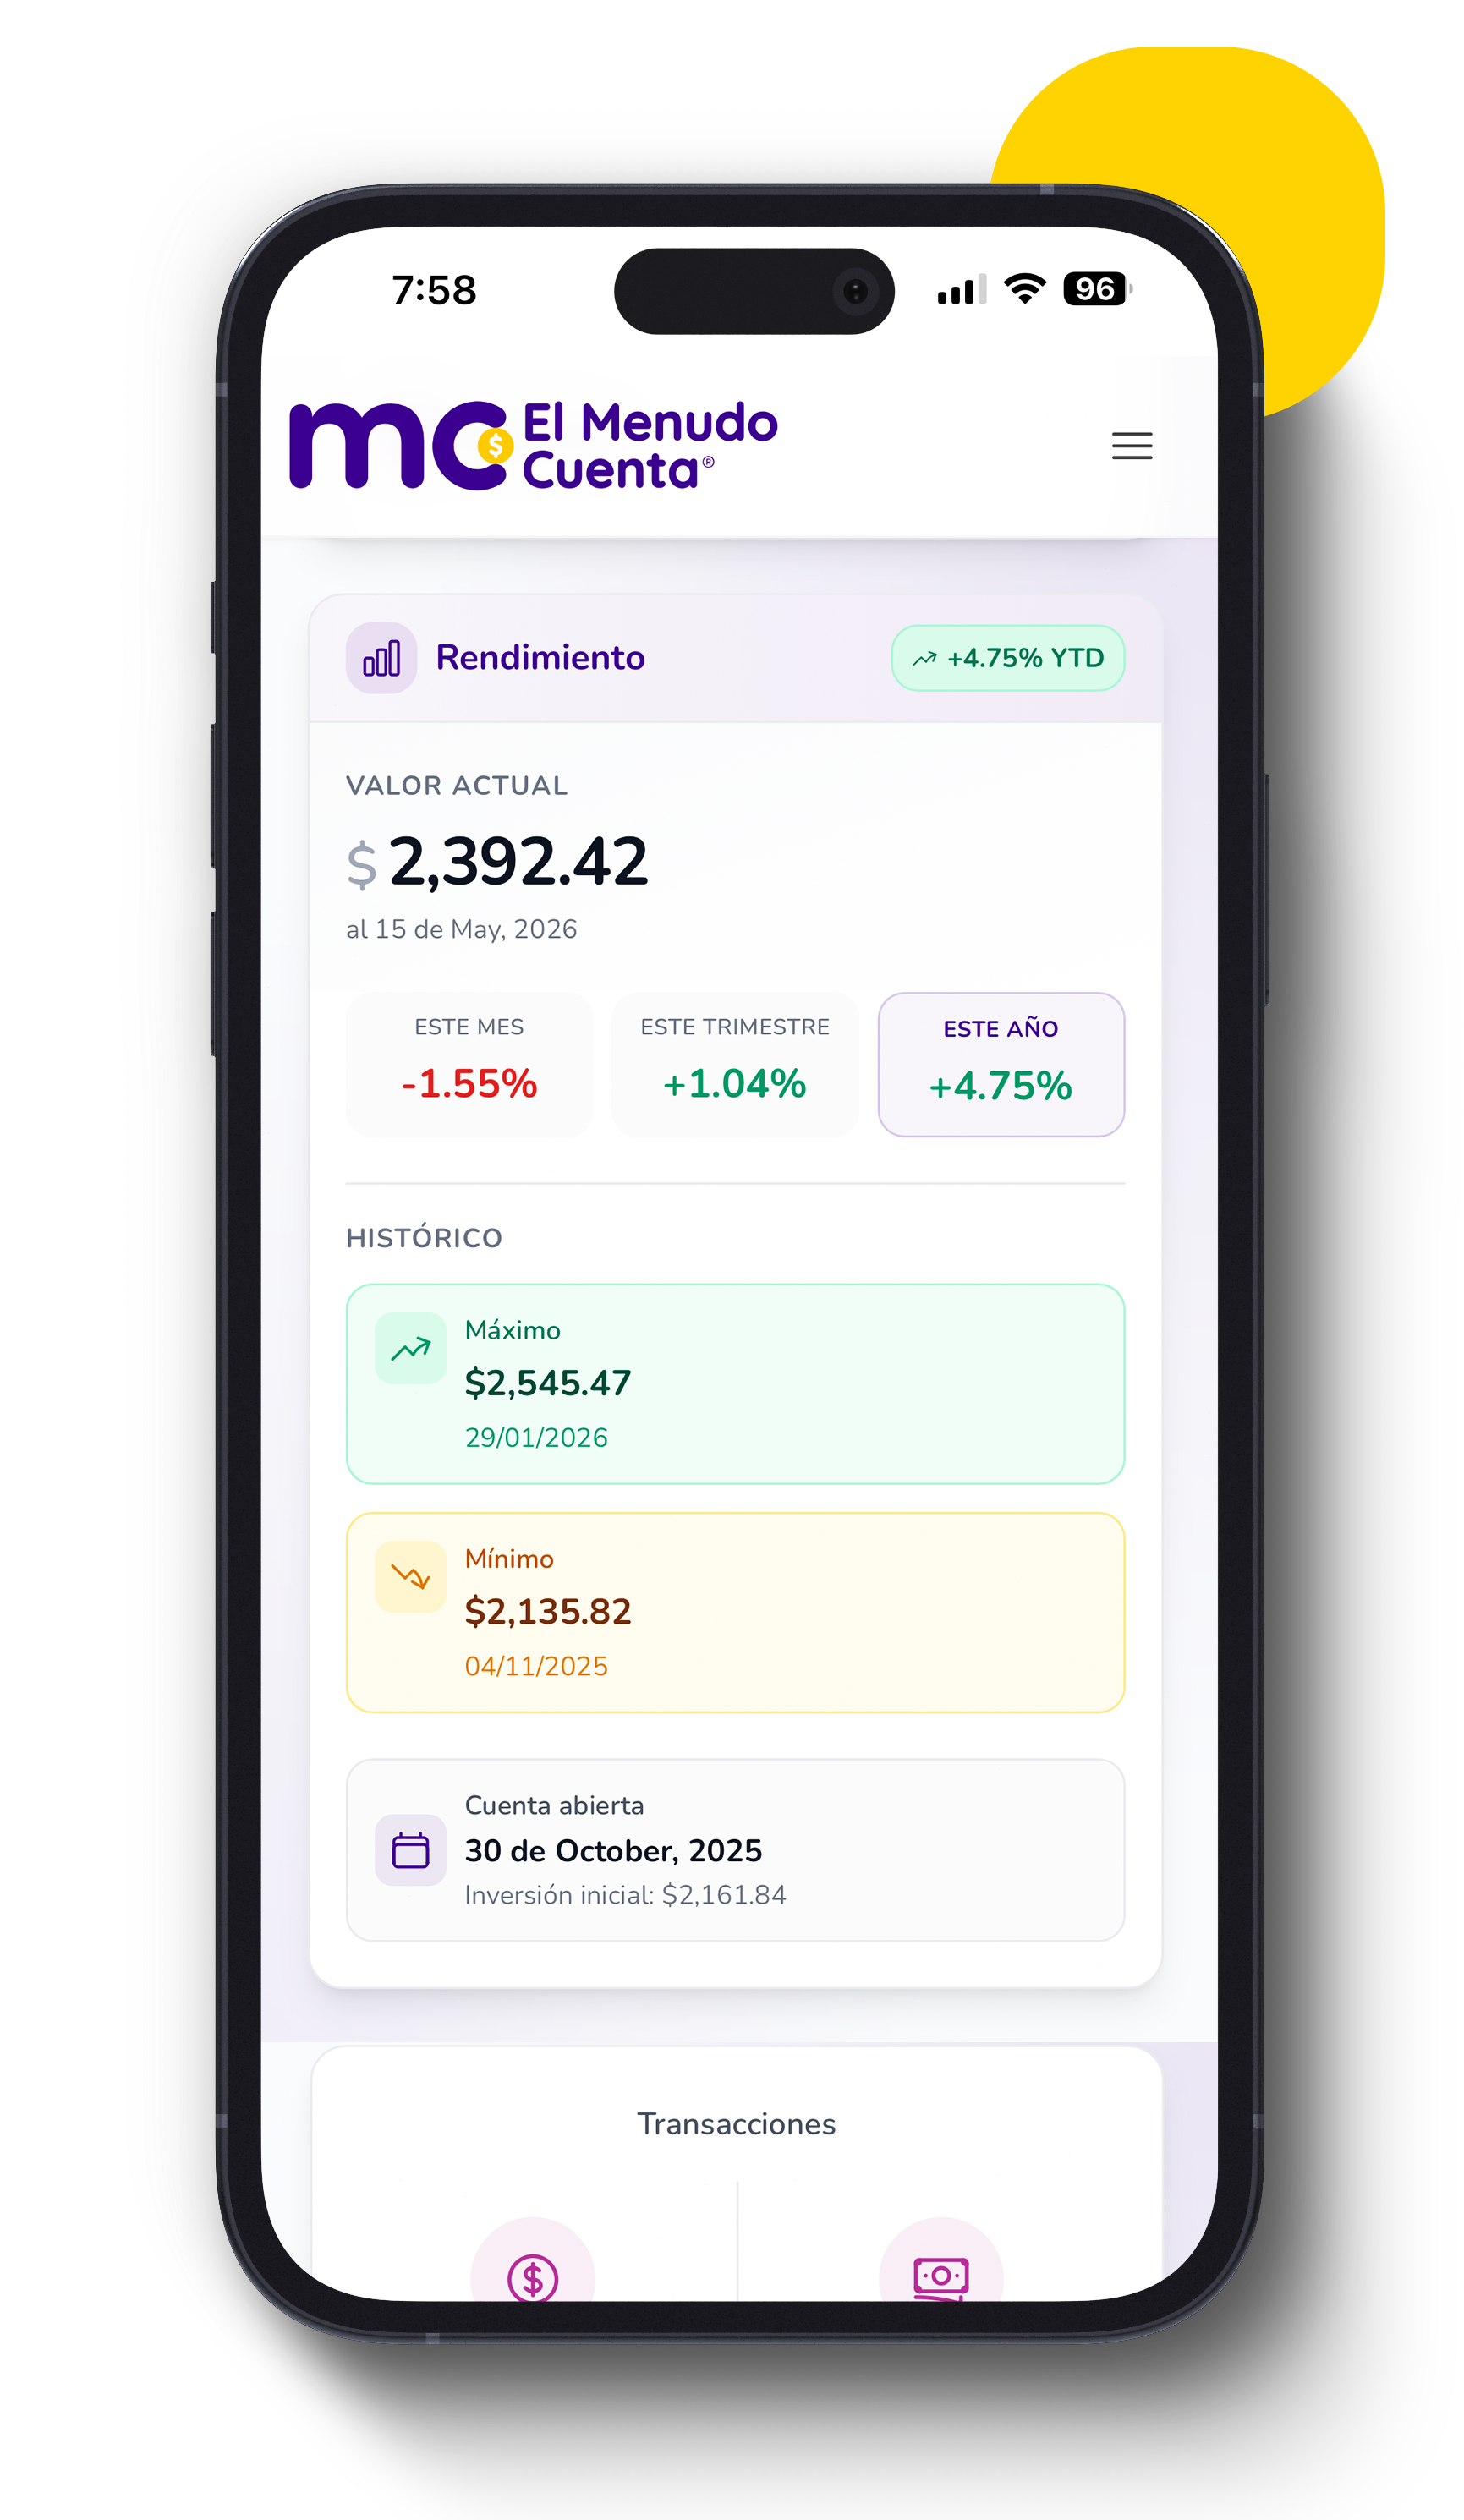 7:58
96
mc $ El Menudo
Cuenta®
Rendimiento
+4.75% YTD
VALOR ACTUAL
$ 2,392.42
al 15 de May, 2026
ESTE MES
-1.55%
ESTE TRIMESTRE
+1.04%
ESTE AÑO
+4.75%
HISTÓRICO
Máximo
$2,545.47
29/01/2026
Mínimo
$2,135.82
04/11/2025
Cuenta abierta
30 de October, 2025
Inversión inicial: $2,161.84
Transacciones
$